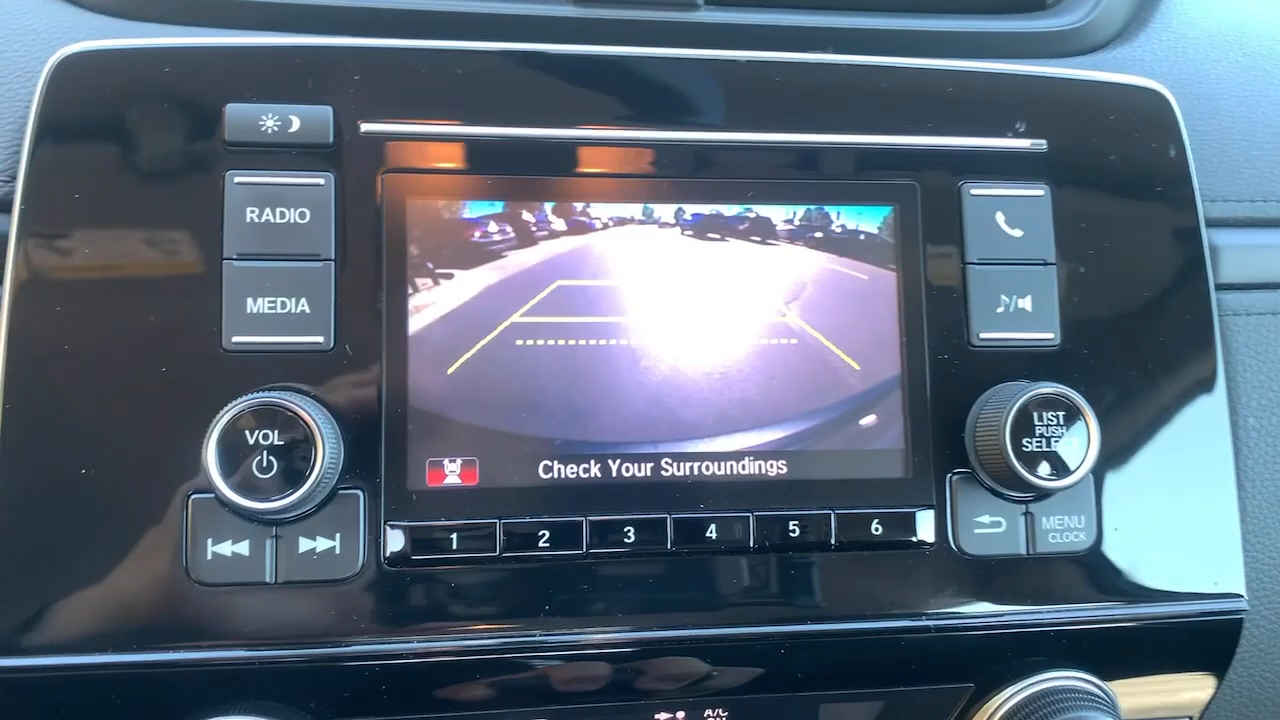 RADIO
MEDIA
VOL
LIST
PUSH
SELECT
Check Your Surroundings
1 2 3 4 5 6
MENU
CLOCK
A/C